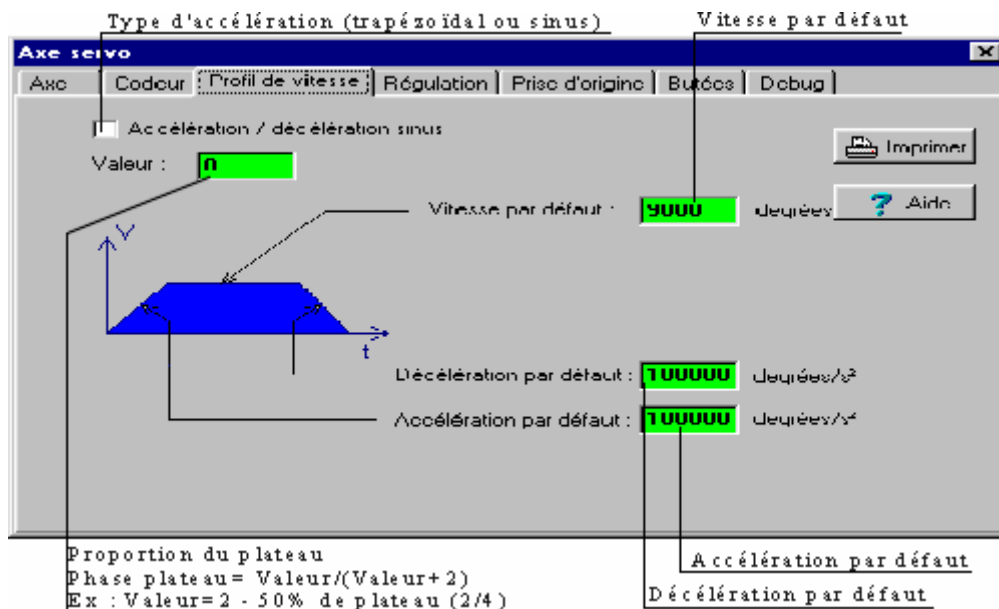 Type d'accélération (trapézoïdal ou sinus) Vitesse par défaut
Axe servo
Axe Codeur Profil de vitesse Régulation Prise d'origine Butées Debug
Accélération / décélération sinus
Imprimer
Valeur : 0
Vitesse par défaut : 9000 degrés
Aide
V
t
Décélération par défaut : 100000 degrées/s²
Accélération par défaut : 100000 degrées/s²
Proportion du plateau
Phase plateau= Valeur/(Valeur+2)
Ex : Valeur=2 - 50% de plateau (2/4)
Accélération par défaut
Décélération par défaut